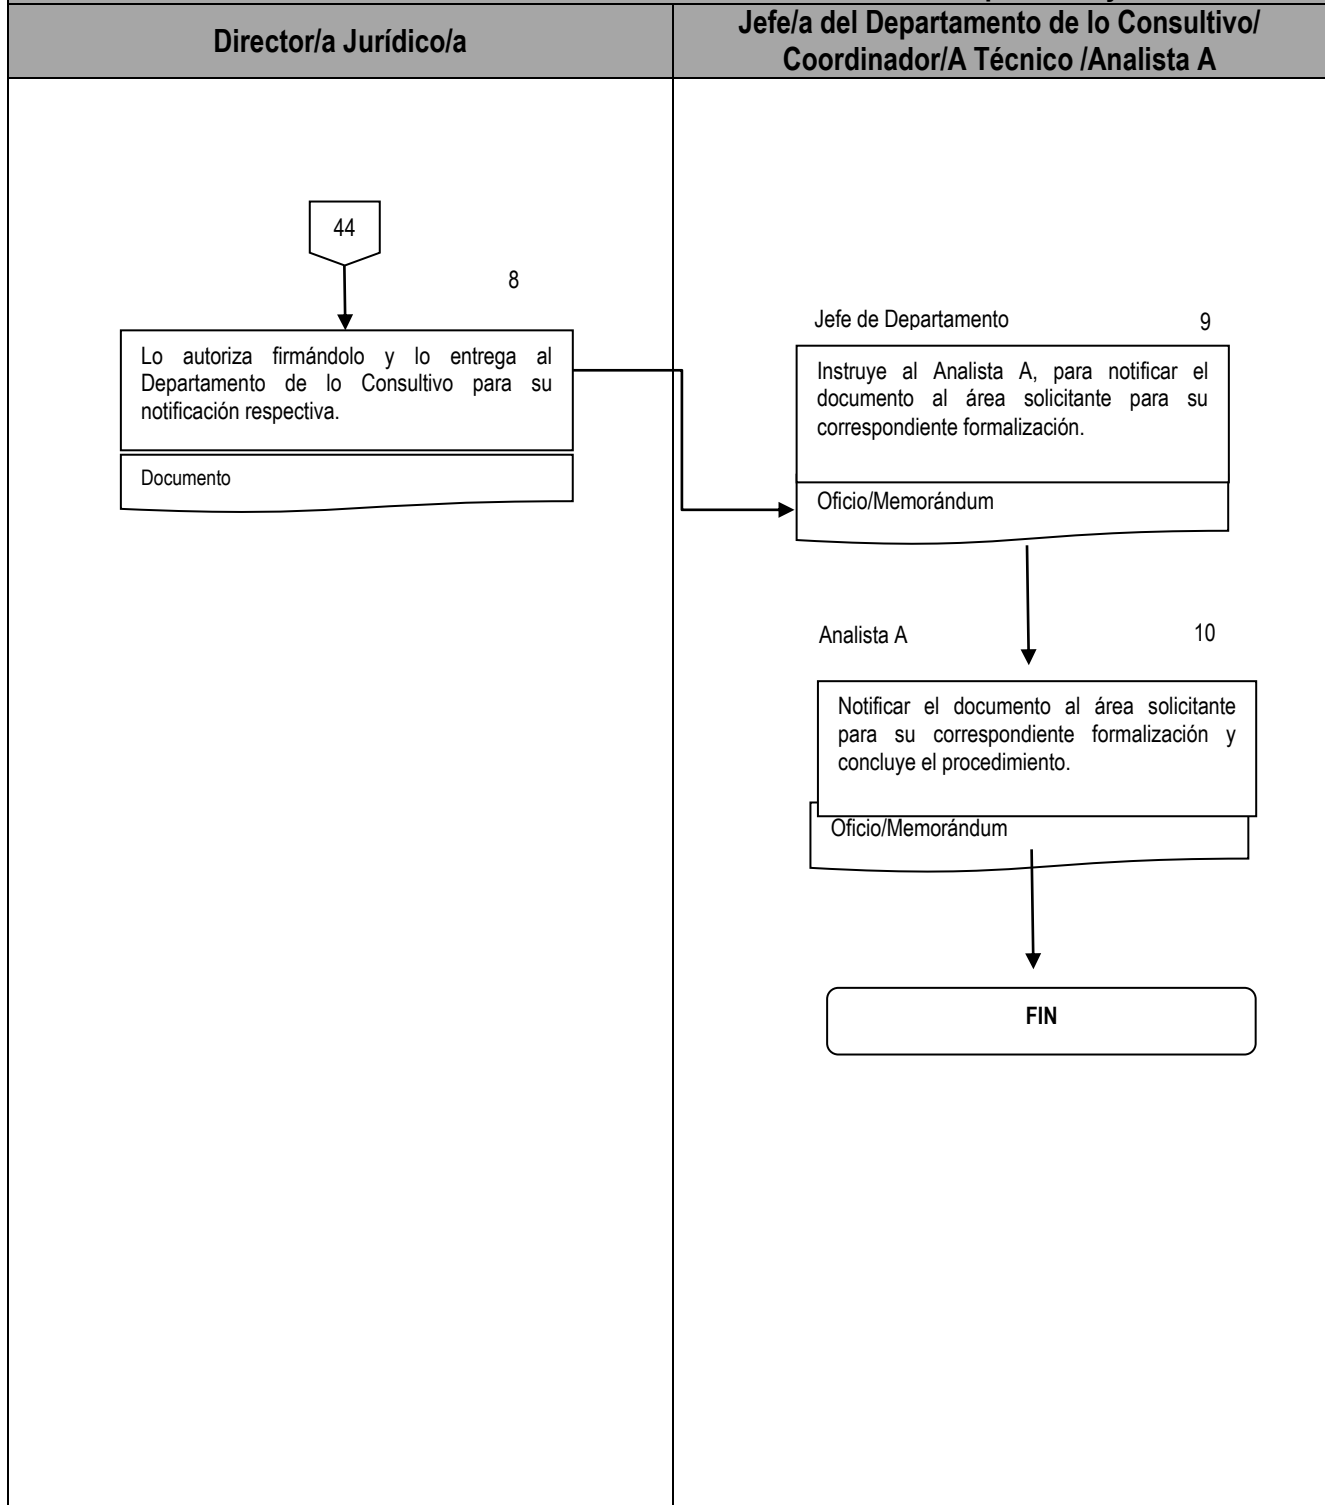 Director/a Jurídico/a
Jefe/a del Departamento de lo Consultivo/
Coordinador/A Técnico /Analista A
44
8
Lo autoriza firmándolo y lo entrega al
Departamento de lo Consultivo para su
notificación respectiva.
Documento
Jefe de Departamento
9
Instruye al Analista A, para notificar el
documento al área solicitante para su
correspondiente formalización.
Oficio/Memorándum
Analista A
10
Notificar el documento al área solicitante
para su correspondiente formalización y
concluye el procedimiento.
Oficio/Memorándum
FIN